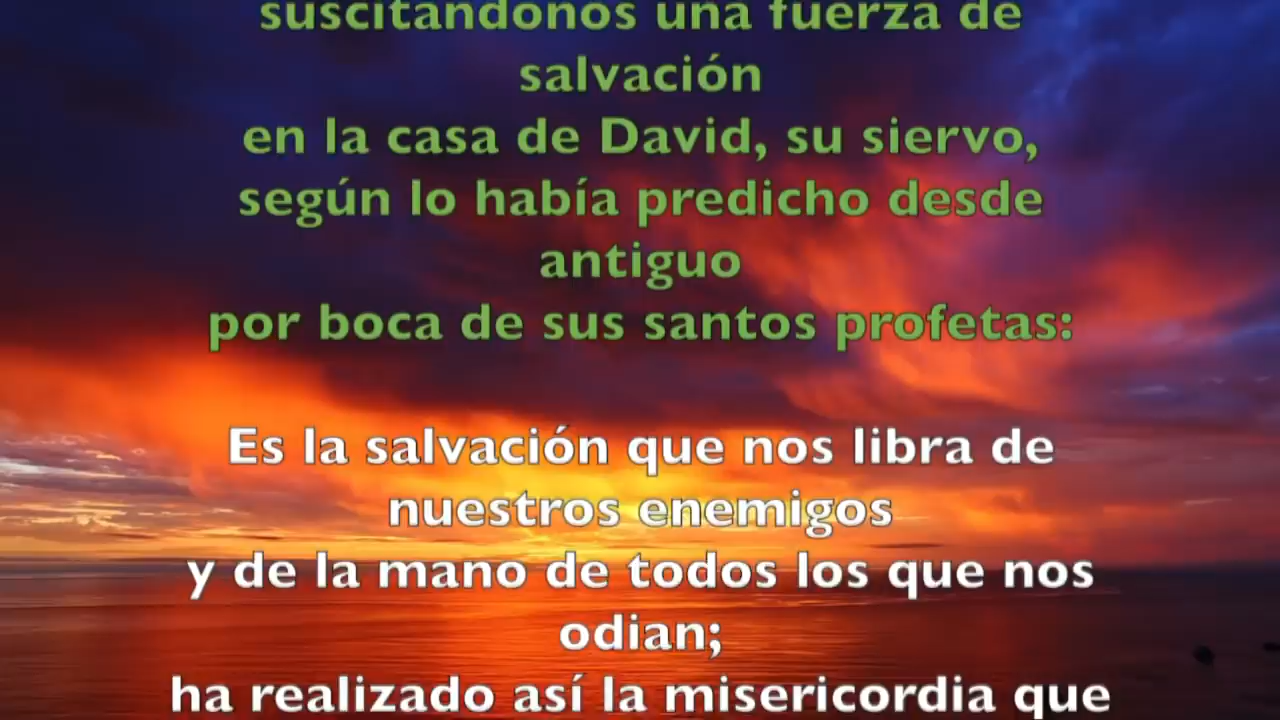 suscitándonos una fuerza de
salvación
en la casa de David, su siervo,
según lo había predicho desde
antiguo
por boca de sus santos profetas:
Es la salvación que nos libra de
nuestros enemigos
y de la mano de todos los que nos
odian;
ha realizado así la misericordia que